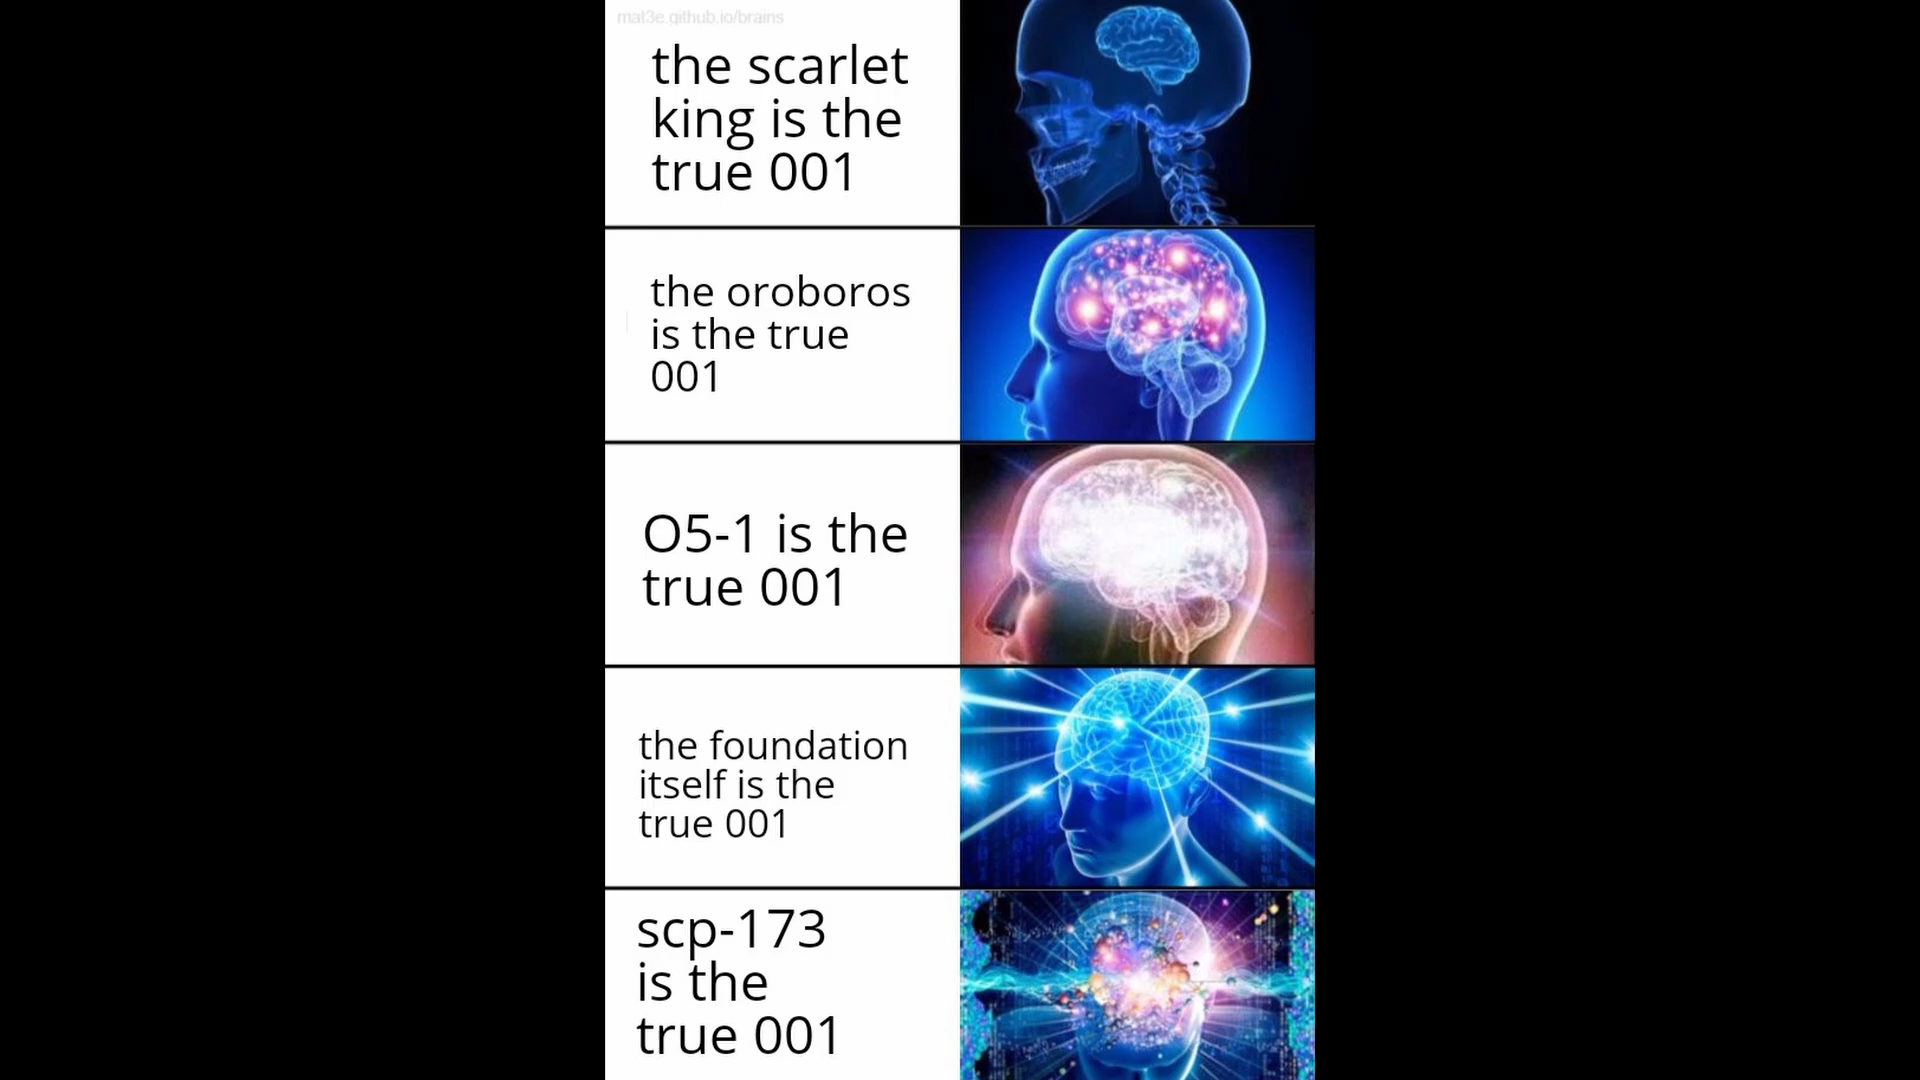 mat3e.github.io/brains
the scarlet
king is the
true 001
the oroboros
is the true
001
O5-1 is the
true 001
the foundation
itself is the
true 001
scp-173
is the
true 001